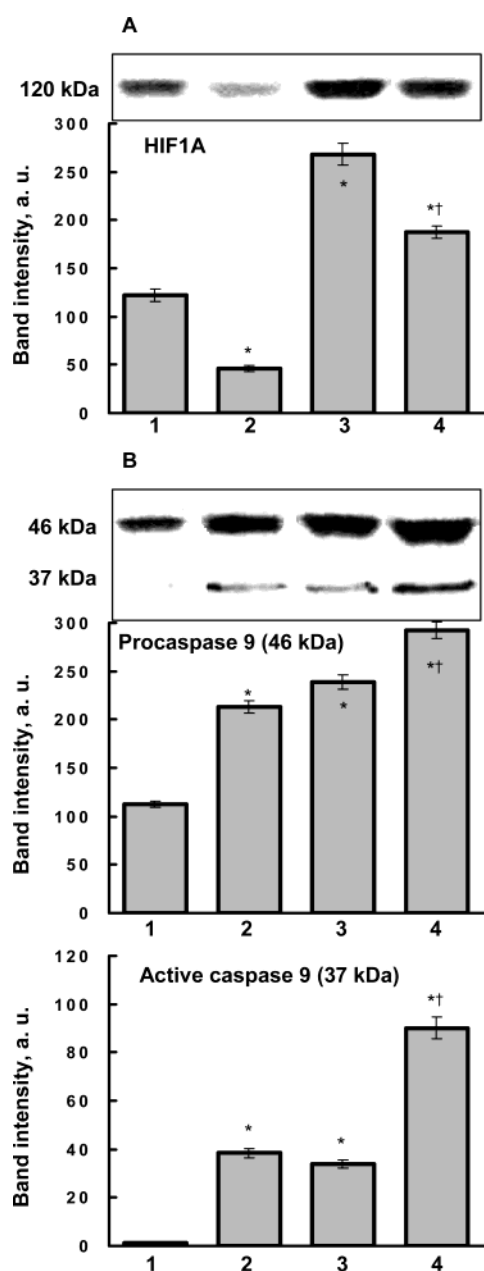 A
120 kDa
300
HIF1A
250
*
*†
200
150
100
*
50
0
1 2 3 4
Band intensity, a. u.
B
46 kDa
37 kDa
300
Procaspase 9 (46 kDa)
*†
250
*
*
200
150
100
50
0
1 2 3 4
Band intensity, a. u.
120
Active caspase 9 (37 kDa)
*†
100
80
60
*
*
40
20
0
1 2 3 4
Band intensity, a. u.